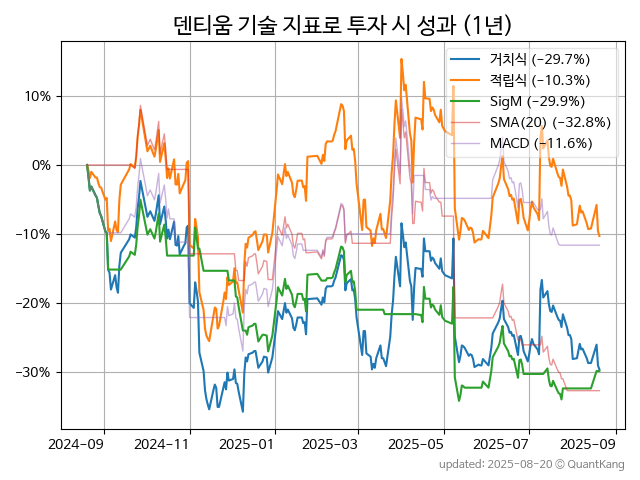 덴티움 기술 지표로 투자 시 성과 (1년)
거치식 (−29.7%)
적립식 (−10.3%)
SigM (−29.9%)
SMA(20) (−32.8%)
MACD (−11.6%)
10%
0%
−10%
−20%
−30%
2024-09 2024-11 2025-01 2025-03 2025-05 2025-07 2025-09
updated: 2025-08-20 © QuantKang